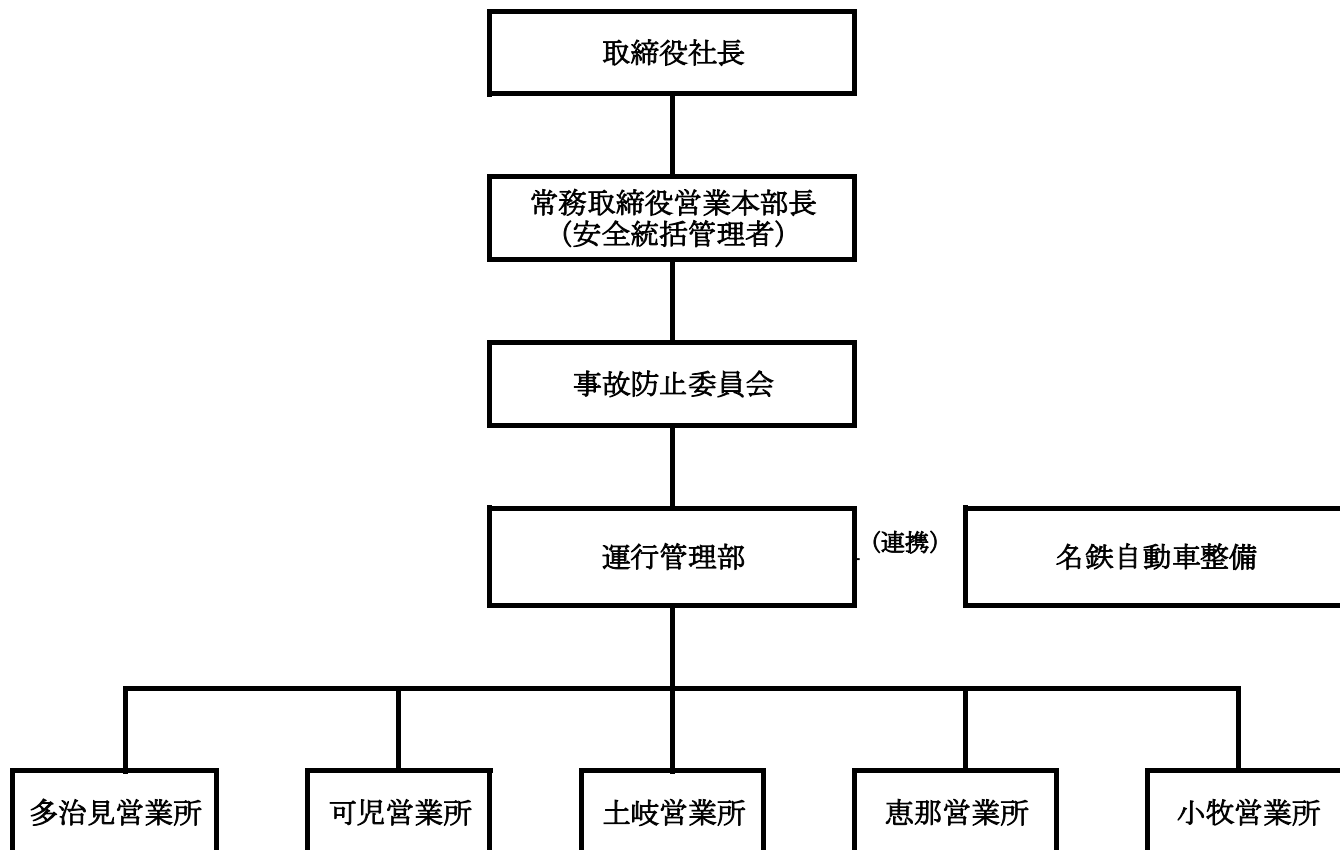 取締役社長
常務取締役営業本部長
（安全統括管理者）
事故防止委員会
運行管理部
（連携）
名鉄自動車整備
多治見営業所
可児営業所
土岐営業所
恵那営業所
小牧営業所